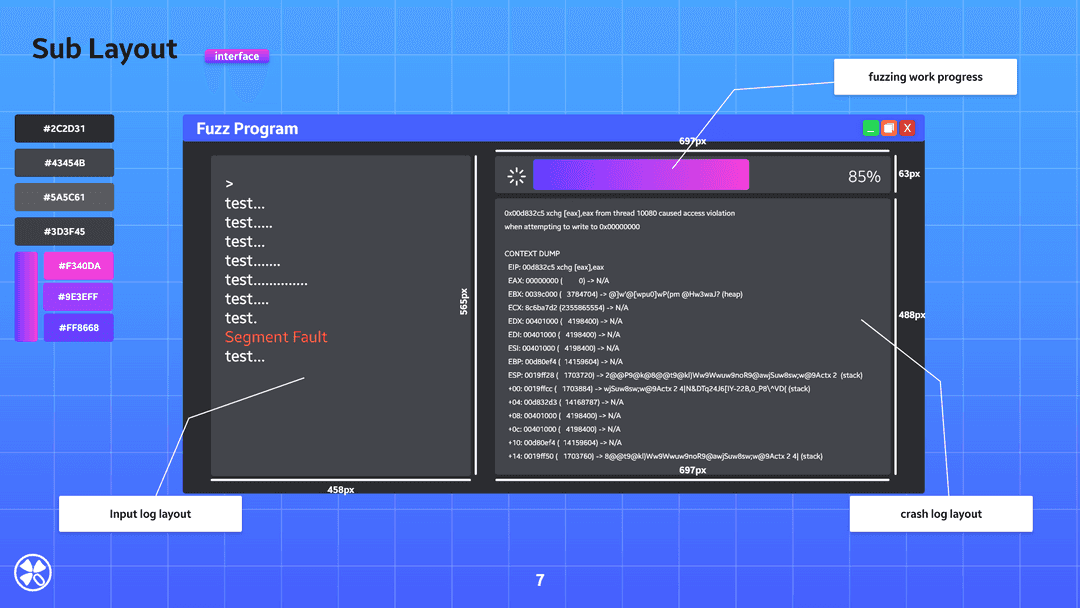 Sub Layout
interface
fuzzing work progress
#2C2D31
#43454B
#5A5C61
#3D3F45
#F340DA
#9E3EFF
#FF8668
Fuzz Program
_
X
697px
>
test...
test.....
test...
test.......
test.............
test....
test.
Segment Fault
test...
565px
458px
85%
63px
0x00d832c5 xchg [eax],eax from thread 10080 caused access violation
when attempting to write to 0x00000000
CONTEXT DUMP
EIP: 00d832c5 xchg [eax],eax
EAX: 00000000 ( 0) -> N/A
EBX: 0039c000 ( 3784704) -> @]w'@[wpu0]wP(pm @Hw3waJ? (heap)
ECX: 8c6ba7d2 (2355865554) -> N/A
EDX: 00401000 ( 4198400) -> N/A
EDI: 00401000 ( 4198400) -> N/A
ESI: 00401000 ( 4198400) -> N/A
EBP: 00d80ef4 ( 14159604) -> N/A
ESP: 0019ff28 ( 1703720) -> 2@@P9@k@8@@t9@kl)Ww9Wwuw9noR9@awjSuw8sw;w@9Actx 2 (stack)
+00: 0019ffcc ( 1703884) -> wjSuw8sw;w@9Actx 2 4|N&DTq24J6[IY-22B,0_P8\^VD( (stack)
+04: 00d832d3 ( 14168787) -> N/A
+08: 00401000 ( 4198400) -> N/A
+0c: 00401000 ( 4198400) -> N/A
+10: 00d80ef4 ( 14159604) -> N/A
+14: 0019ff50 ( 1703760) -> 8@@t9@kl)Ww9Wwuw9noR9@awjSuw8sw;w@9Actx 2 4| (stack)
488px
697px
Input log layout
crash log layout
7